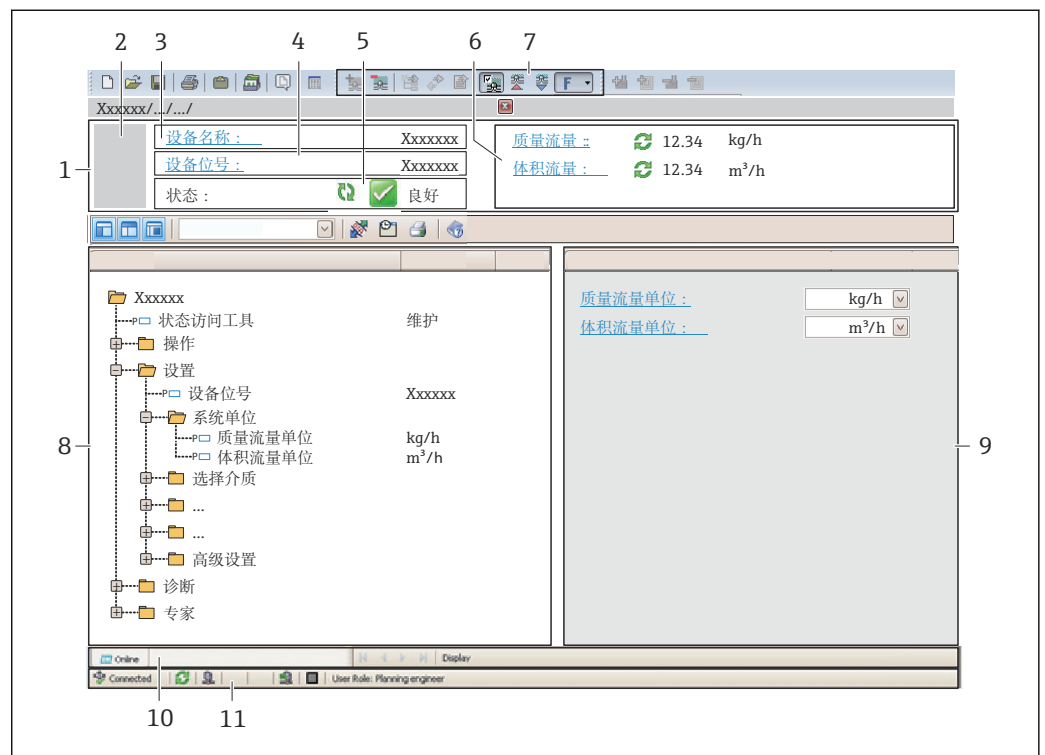 2 3 4 5 6 7
F
Xxxxxx/.../.../
1
设备名称： Xxxxxxx
设备位号： Xxxxxxx
状态： 良好
质量流量：: 12.34 kg/h
体积流量： 12.34 m³/h
Xxxxxx
P 状态访问工具 维护
操作
设置
P 设备位号 Xxxxxx
系统单位
P 质量流量单位 kg/h
P 体积流量单位 m³/h
选择介质
...
...
高级设置
诊断
专家
8
质量流量单位： kg/h
体积流量单位： m³/h
9
Online Display
Connected User Role: Planning engineer
10 11